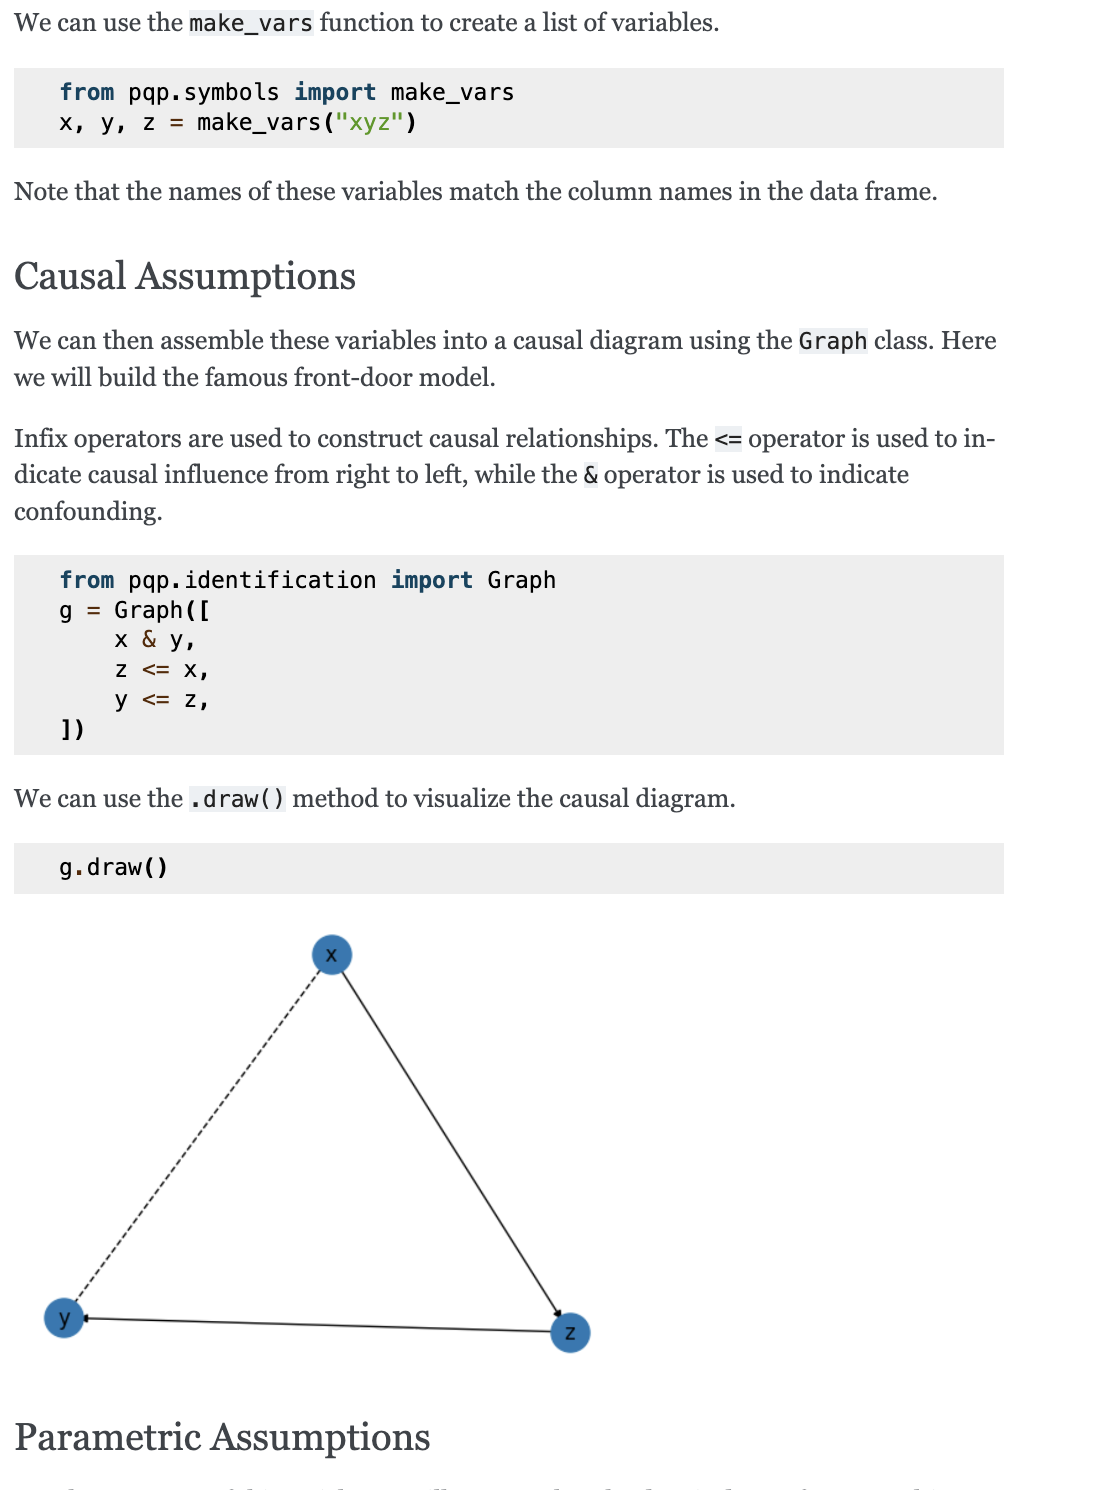 We can use the make_vars function to create a list of variables.
from pqp.symbols import make_vars
x, y, z = make_vars("xyz")
Note that the names of these variables match the column names in the data frame.
Causal Assumptions
We can then assemble these variables into a causal diagram using the Graph class. Here
we will build the famous front-door model.
Infix operators are used to construct causal relationships. The <= operator is used to in-
dicate causal influence from right to left, while the & operator is used to indicate
confounding.
from pqp.identification import Graph
g = Graph([
    x & y,
    z <= x,
    y <= z,
])
We can use the .draw() method to visualize the causal diagram.
g.draw()
x
y
z
Parametric Assumptions